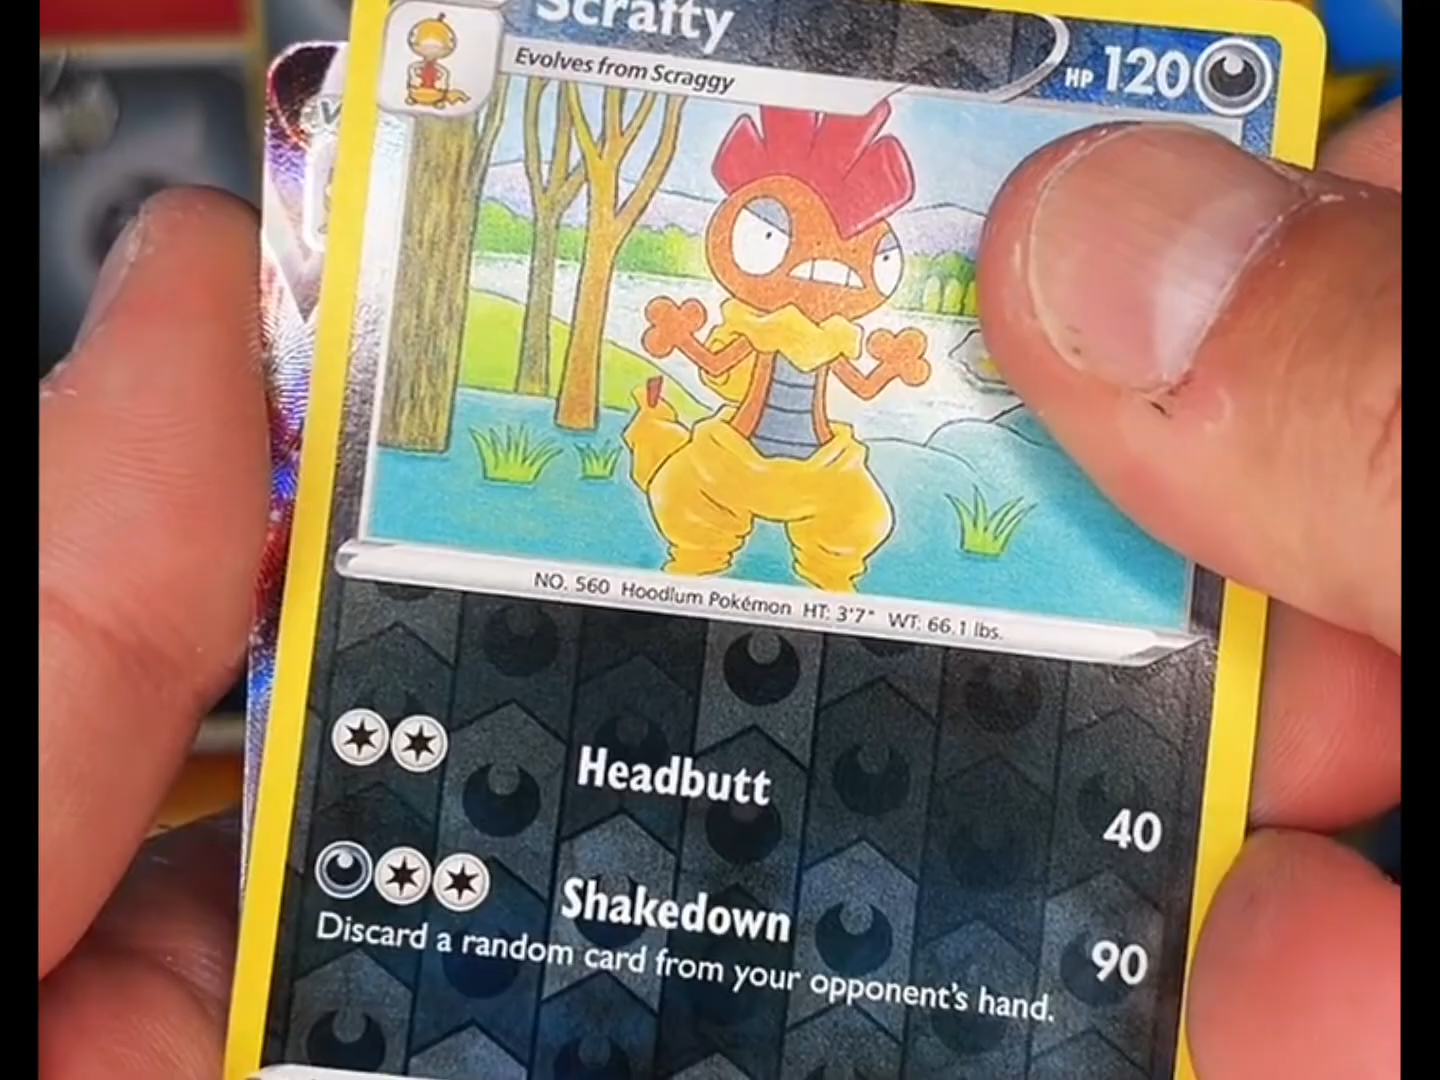 Scrafty
Evolves from Scraggy
HP 120
NO. 560 Hoodlum Pokémon HT: 3'7" WT: 66.1 lbs.
Headbutt 40
Shakedown 90
Discard a random card from your opponent's hand.